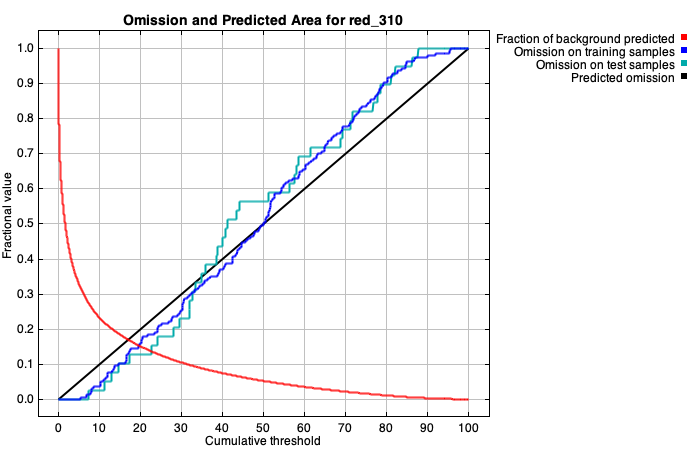 Omission and Predicted Area for red_310
Fraction of background predicted
Omission on training samples
Omission on test samples
Predicted omission
Fractional value
1.0
0.9
0.8
0.7
0.6
0.5
0.4
0.3
0.2
0.1
0.0
0 10 20 30 40 50 60 70 80 90 100
Cumulative threshold